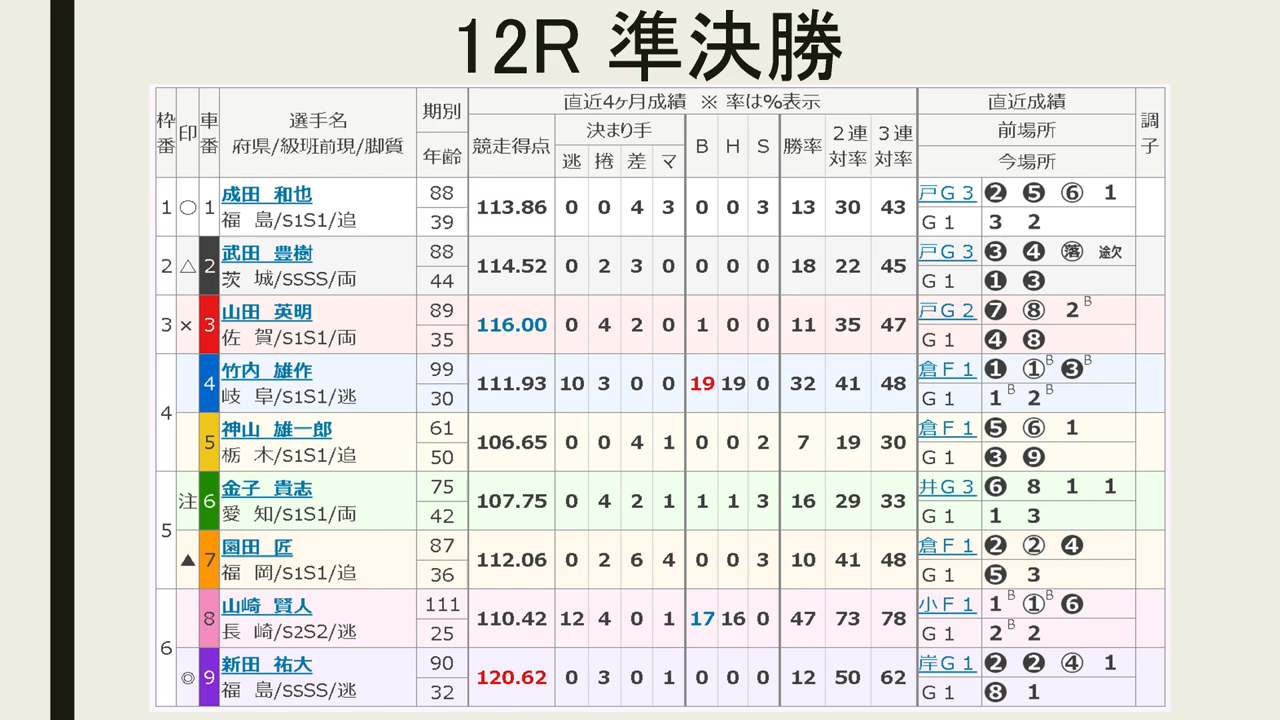 12R 準決勝
枠番 印 車番 選手名 府県/級班前現/脚質 期別 年齢 直近4ヶ月成績 ※ 率は%表示 直近成績 調子
競走得点 決まり手 B H S 勝率 2連対率 3連対率 前場所
逃 捲 差 マ 今場所
1 ○ 1 成田 和也 88 113.86 0 0 4 3 0 0 3 13 30 43 戸G3 ❷ ❺ ⑥ 1
福 島/S1S1/追 39 G1 3 2
2 △ 2 武田 豊樹 88 114.52 0 2 3 0 0 0 0 18 22 45 戸G3 ❸ ❹ 落 途欠
茨 城/SSSS/両 44 G1 ❶ ❸
3 × 3 山田 英明 89 116.00 0 4 2 0 1 0 0 11 35 47 戸G2 ❼ ⑧ 2B
佐 賀/S1S1/両 35 G1 ❹ ❽
4 4 竹内 雄作 99 111.93 10 3 0 0 19 19 0 32 41 48 倉F1 ❶ ①B ❸B
岐 阜/S1S1/逃 30 G1 1B 2B
5 神山 雄一郎 61 106.65 0 0 4 1 0 0 2 7 19 30 倉F1 ❺ ⑥ 1
栃 木/S1S1/追 50 G1 ❸ ❾
5 注 6 金子 貴志 75 107.75 0 4 2 1 1 1 3 16 29 33 井G3 ❻ 8 1 1
愛 知/S1S1/両 42 G1 1 3
▲ 7 園田 匠 87 112.06 0 2 6 4 0 0 3 10 41 48 倉F1 ❷ ② ❹
福 岡/S1S1/追 36 G1 ❺ 3
6 8 山崎 賢人 111 110.42 12 4 0 1 17 16 0 47 73 78 小F1 1B ①B ❻
長 崎/S2S2/逃 25 G1 2B 2
◎ 9 新田 祐大 90 120.62 0 3 0 1 0 0 0 12 50 62 岸G1 ❷ ❷ ④ 1
福 島/SSSS/逃 32 G1 ❽ 1